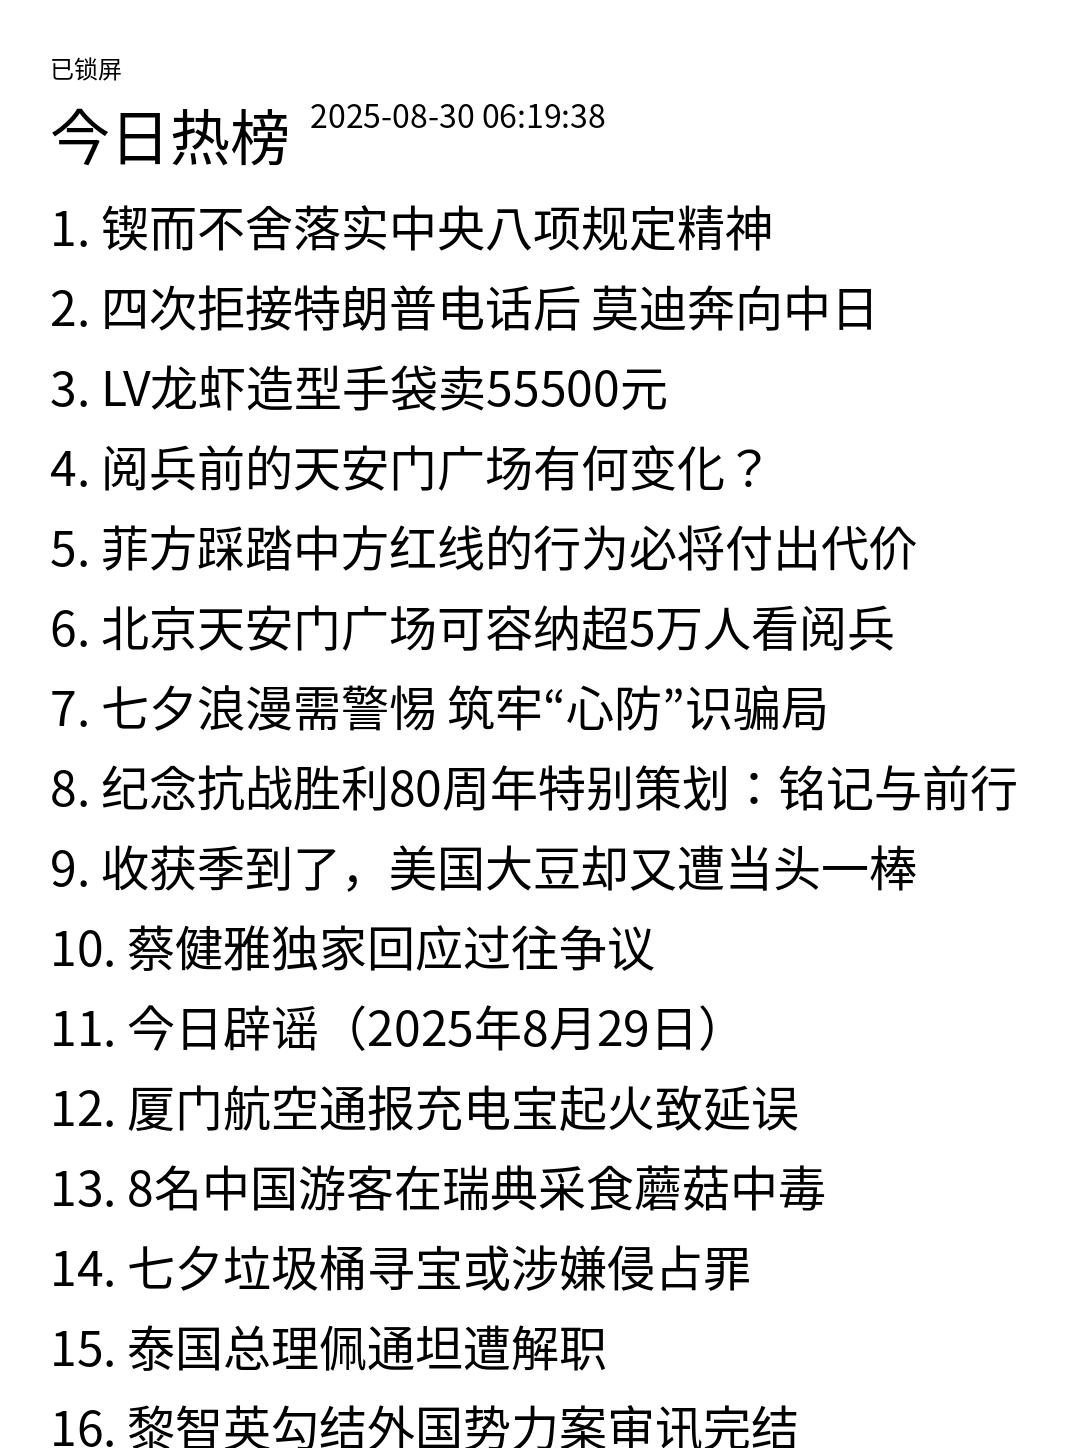 已锁屏
今日热榜 2025-08-30 06:19:38
1. 锲而不舍落实中央八项规定精神
2. 四次拒接特朗普电话后 莫迪奔向中日
3. LV龙虾造型手袋卖55500元
4. 阅兵前的天安门广场有何变化？
5. 菲方踩踏中方红线的行为必将付出代价
6. 北京天安门广场可容纳超5万人看阅兵
7. 七夕浪漫需警惕 筑牢“心防”识骗局
8. 纪念抗战胜利80周年特别策划：铭记与前行
9. 收获季到了，美国大豆却又遭当头一棒
10. 蔡健雅独家回应过往争议
11. 今日辟谣（2025年8月29日）
12. 厦门航空通报充电宝起火致延误
13. 8名中国游客在瑞典采食蘑菇中毒
14. 七夕垃圾桶寻宝或涉嫌侵占罪
15. 泰国总理佩通坦遭解职
16. 黎智英勾结外国势力案审讯完结